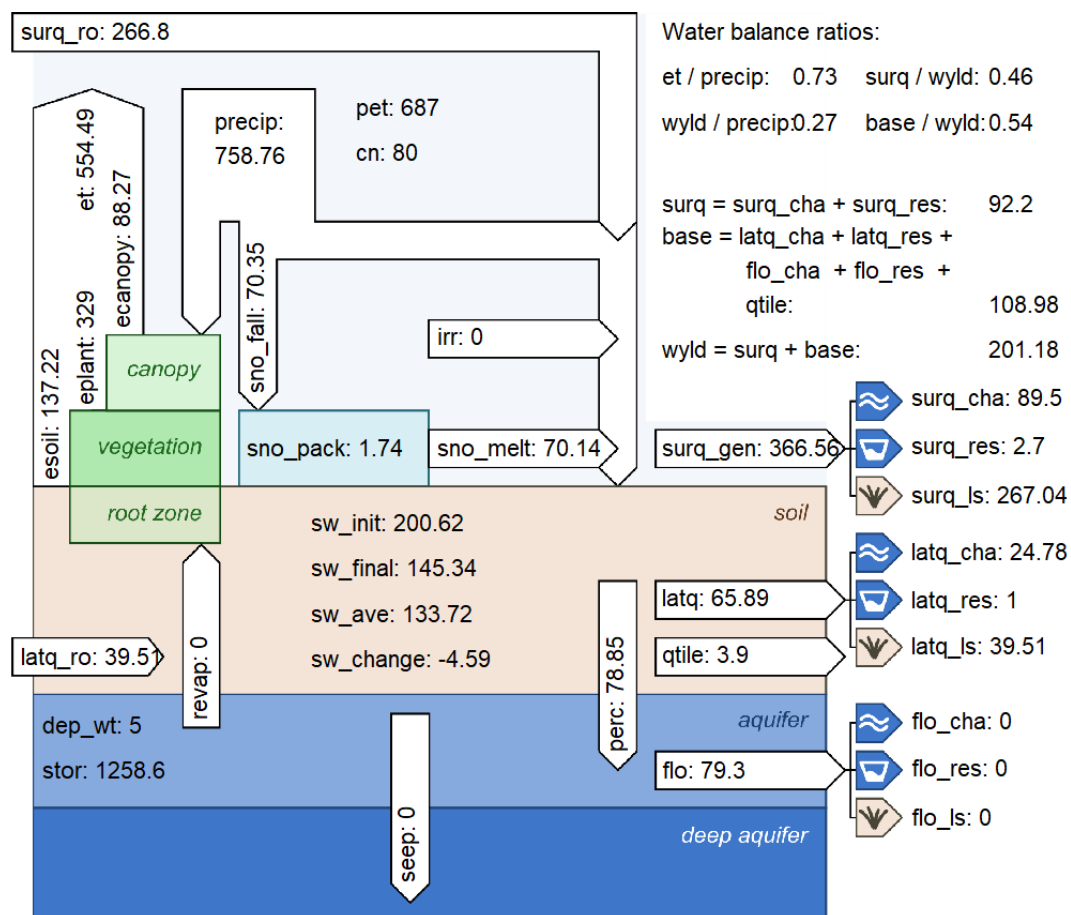 surq_ro: 266.8
Water balance ratios:
et / precip: 0.73 surq / wyld: 0.46
wyld / precip: 0.27 base / wyld: 0.54
et: 554.49
ecanopy: 88.27
eplant: 329
esoil: 137.22
precip:
758.76
pet: 687
cn: 80
surq = surq_cha + surq_res: 92.2
base = latq_cha + latq_res +
flo_cha + flo_res +
qtile: 108.98
wyld = surq + base: 201.18
sno_fall: 70.35
irr: 0
canopy
vegetation
root zone
sno_pack: 1.74
sno_melt: 70.14
surq_gen: 366.56
surq_cha: 89.5
surq_res: 2.7
surq_ls: 267.04
soil
sw_init: 200.62
sw_final: 145.34
sw_ave: 133.72
sw_change: -4.59
latq_ro: 39.51
revap: 0
perc: 78.85
latq: 65.89
latq_cha: 24.78
latq_res: 1
latq_ls: 39.51
qtile: 3.9
dep_wt: 5
stor: 1258.6
aquifer
flo: 79.3
flo_cha: 0
flo_res: 0
flo_ls: 0
seep: 0
deep aquifer